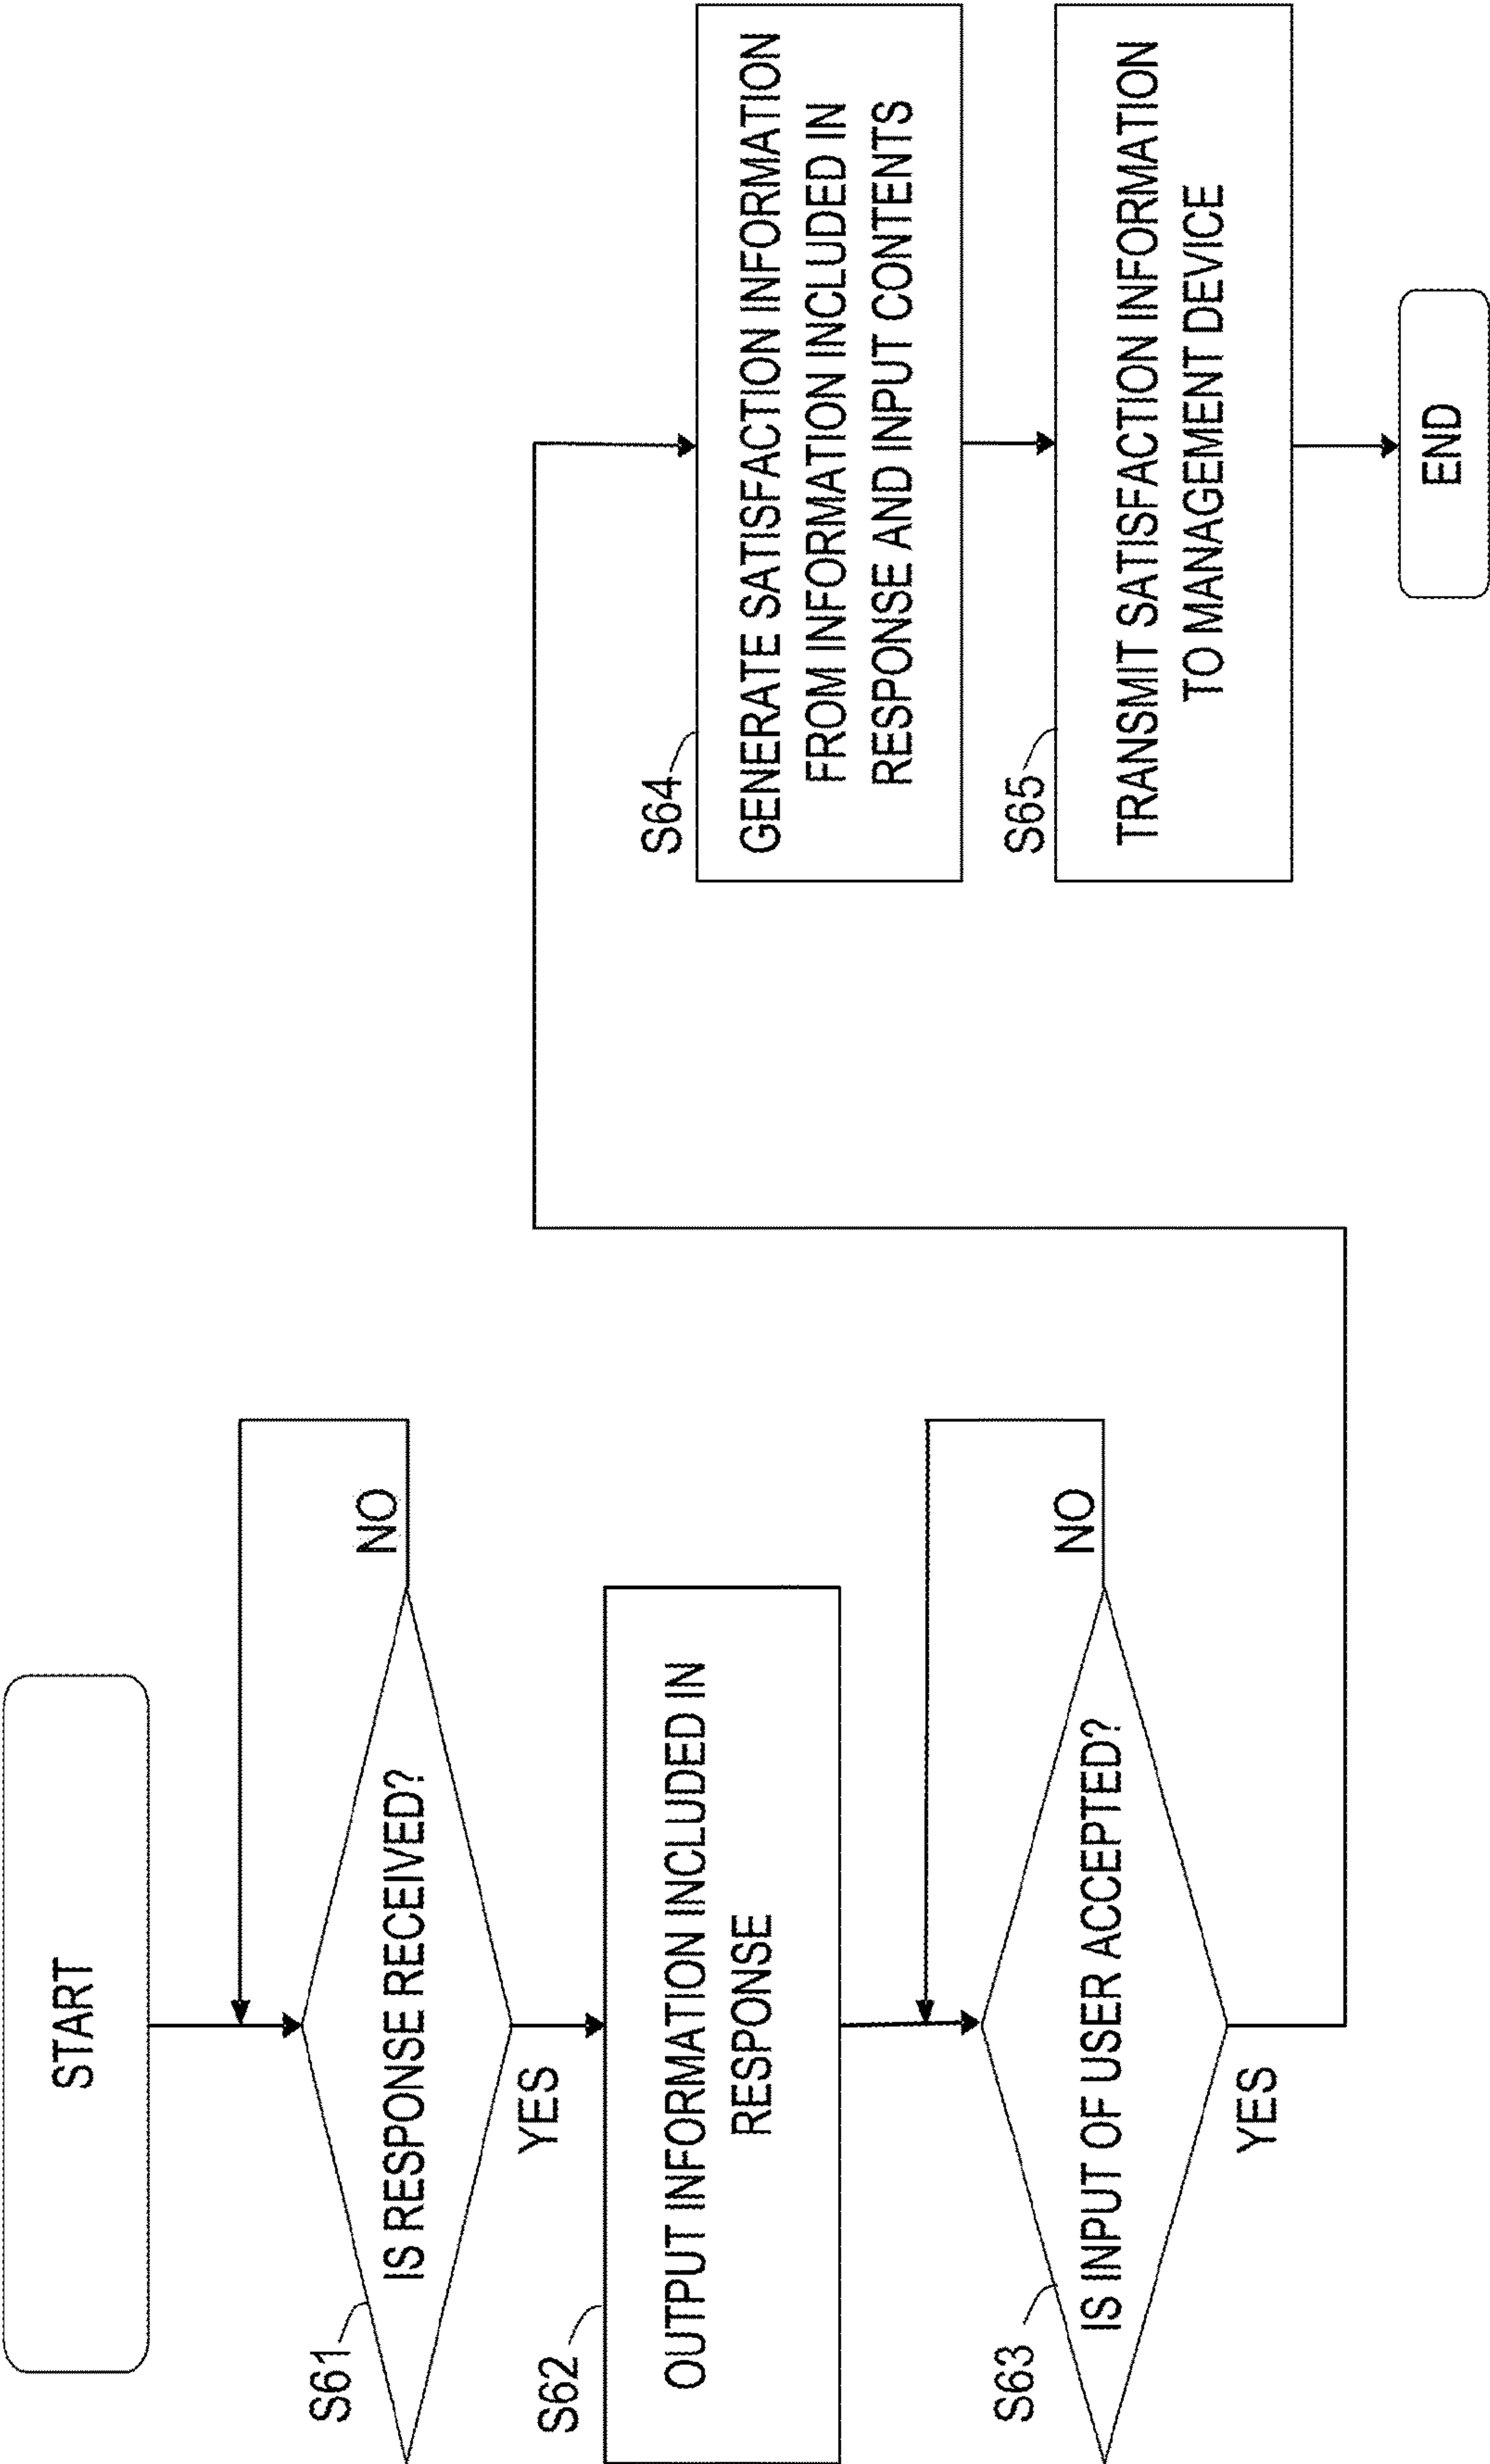 START
S61
IS RESPONSE RECEIVED?
NO
YES
S62
OUTPUT INFORMATION INCLUDED IN
RESPONSE
S63
IS INPUT OF USER ACCEPTED?
NO
YES
S64
GENERATE SATISFACTION INFORMATION
FROM INFORMATION INCLUDED IN
RESPONSE AND INPUT CONTENTS
S65
TRANSMIT SATISFACTION INFORMATION
TO MANAGEMENT DEVICE
END